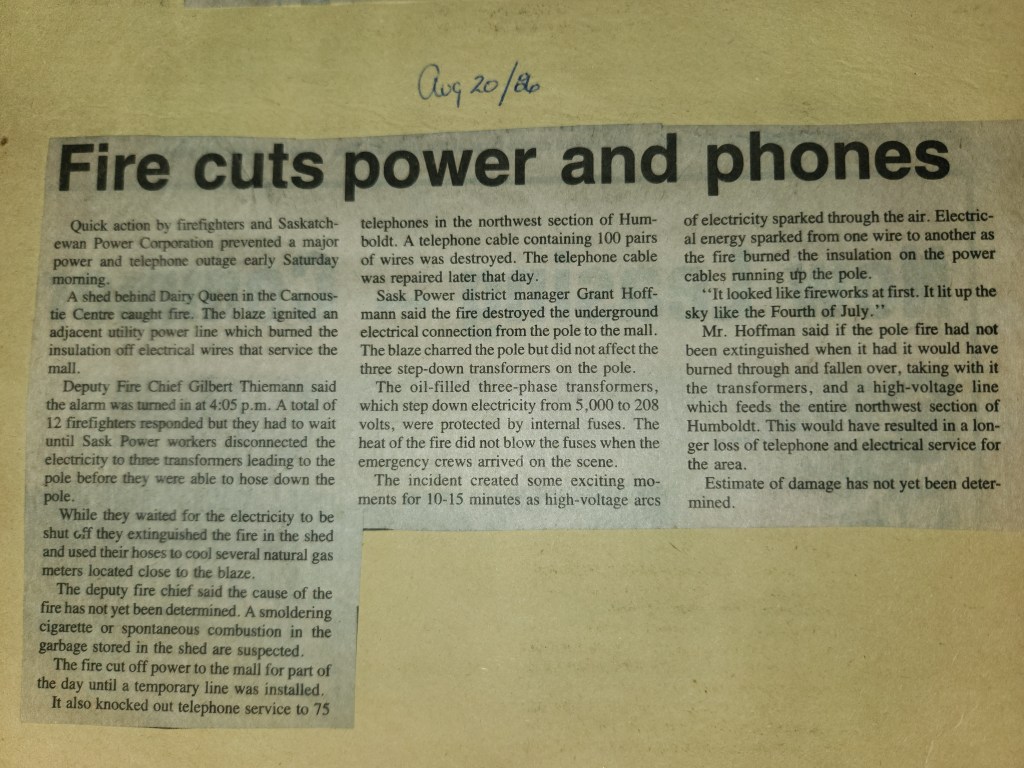 Aug 20/86
Fire cuts power and phones
Quick action by firefighters and Saskatch-
ewan Power Corporation prevented a major
power and telephone outage early Saturday
morning.
A shed behind Dairy Queen in the Carnous-
tie Centre caught fire. The blaze ignited an
adjacent utility power line which burned the
insulation off electrical wires that service the
mall.
Deputy Fire Chief Gilbert Thiemann said
the alarm was turned in at 4:05 p.m. A total of
12 firefighters responded but they had to wait
until Sask Power workers disconnected the
electricity to three transformers leading to the
pole before they were able to hose down the
pole.
While they waited for the electricity to be
shut off they extinguished the fire in the shed
and used their hoses to cool several natural gas
meters located close to the blaze.
The deputy fire chief said the cause of the
fire has not yet been determined. A smoldering
cigarette or spontaneous combustion in the
garbage stored in the shed are suspected.
The fire cut off power to the mall for part of
the day until a temporary line was installed.
It also knocked out telephone service to 75
telephones in the northwest section of Hum-
boldt. A telephone cable containing 100 pairs
of wires was destroyed. The telephone cable
was repaired later that day.
Sask Power district manager Grant Hoff-
mann said the fire destroyed the underground
electrical connection from the pole to the mall.
The blaze charred the pole but did not affect the
three step-down transformers on the pole.
The oil-filled three-phase transformers,
which step down electricity from 5,000 to 208
volts, were protected by internal fuses. The
heat of the fire did not blow the fuses when the
emergency crews arrived on the scene.
The incident created some exciting mo-
ments for 10-15 minutes as high-voltage arcs
of electricity sparked through the air. Electric-
al energy sparked from one wire to another as
the fire burned the insulation on the power
cables running up the pole.
"It looked like fireworks at first. It lit up the
sky like the Fourth of July."
Mr. Hoffman said if the pole fire had not
been extinguished when it had it would have
burned through and fallen over, taking with it
the transformers, and a high-voltage line
which feeds the entire northwest section of
Humboldt. This would have resulted in a lon-
ger loss of telephone and electrical service for
the area.
Estimate of damage has not yet been deter-
mined.